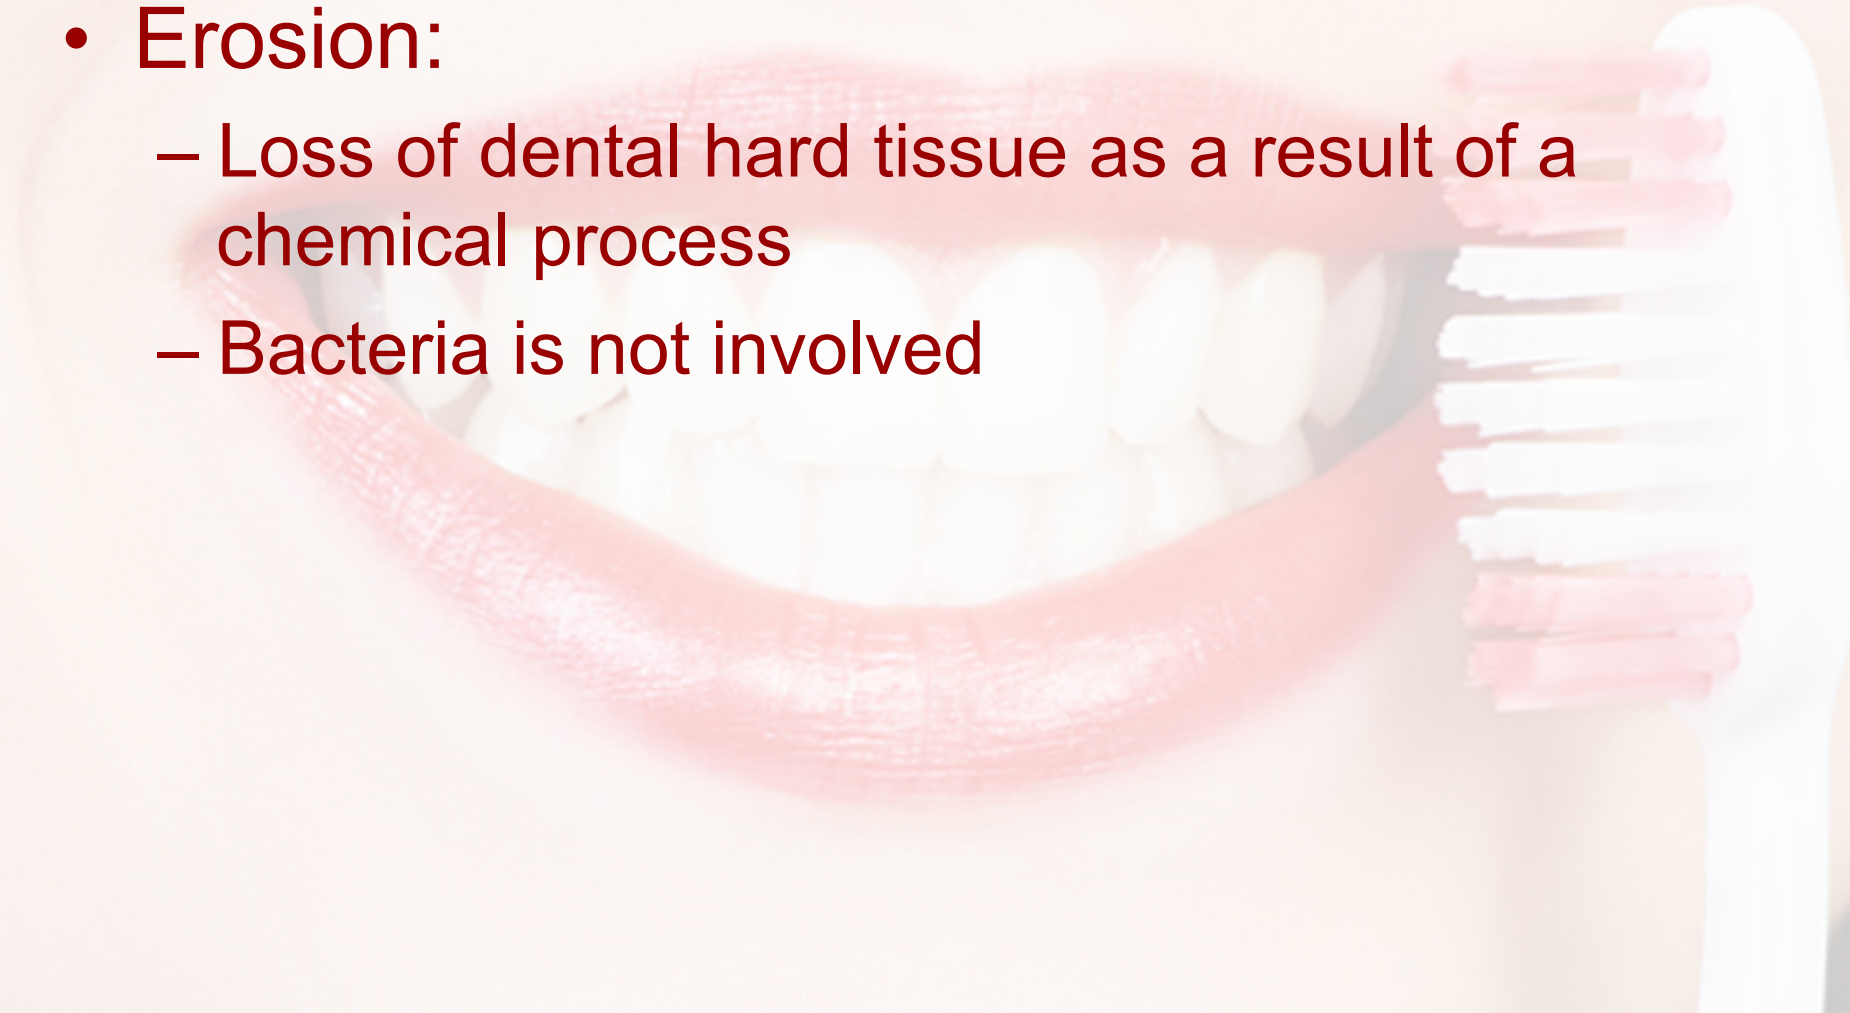 • Erosion:
– Loss of dental hard tissue as a result of a
chemical process
– Bacteria is not involved